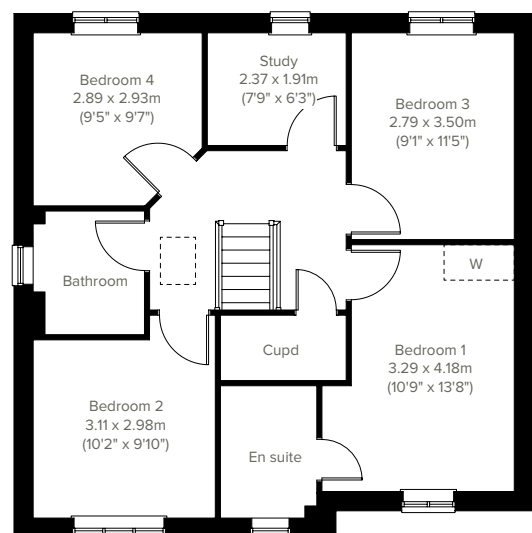 Bedroom 4
2.89 x 2.93m
(9'5" x 9'7")
Study
2.37 x 1.91m
(7'9" x 6'3")
Bedroom 3
2.79 x 3.50m
(9'1" x 11'5")
Bathroom
W
Cupd
Bedroom 1
3.29 x 4.18m
(10'9" x 13'8")
Bedroom 2
3.11 x 2.98m
(10'2" x 9'10")
En suite